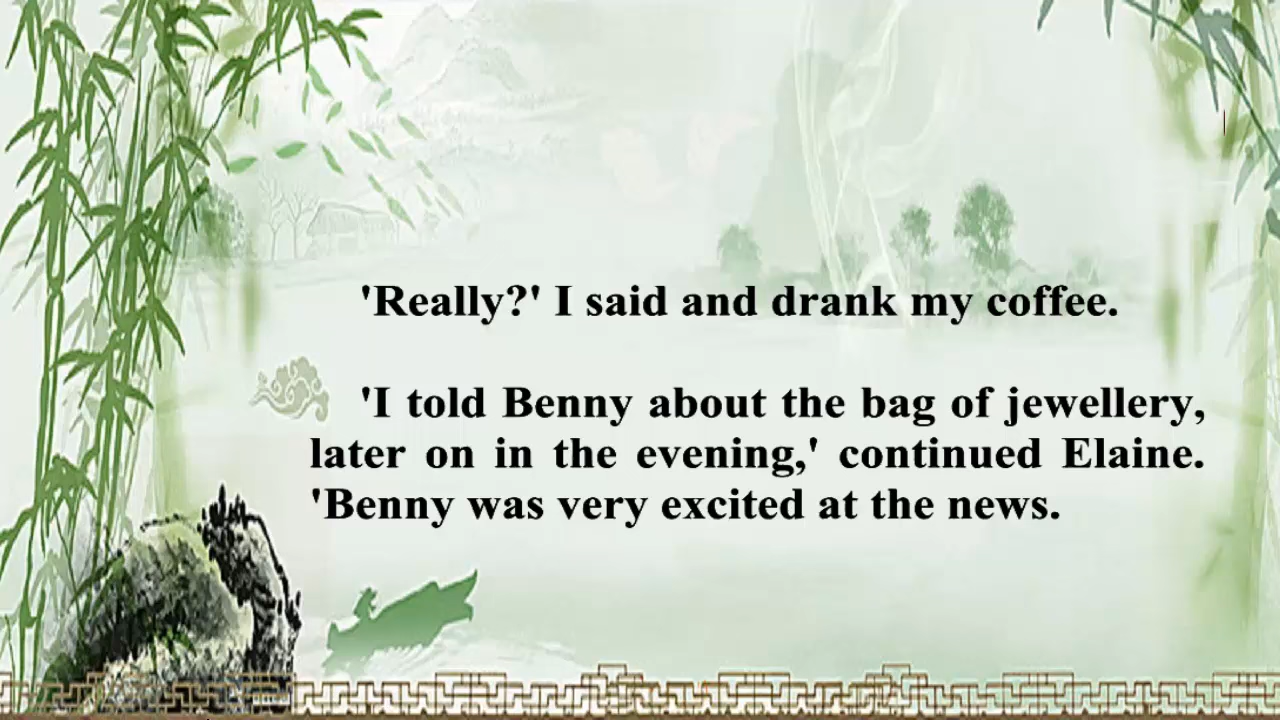 'Really?' I said and drank my coffee.
'I told Benny about the bag of jewellery,
later on in the evening,' continued Elaine.
'Benny was very excited at the news.